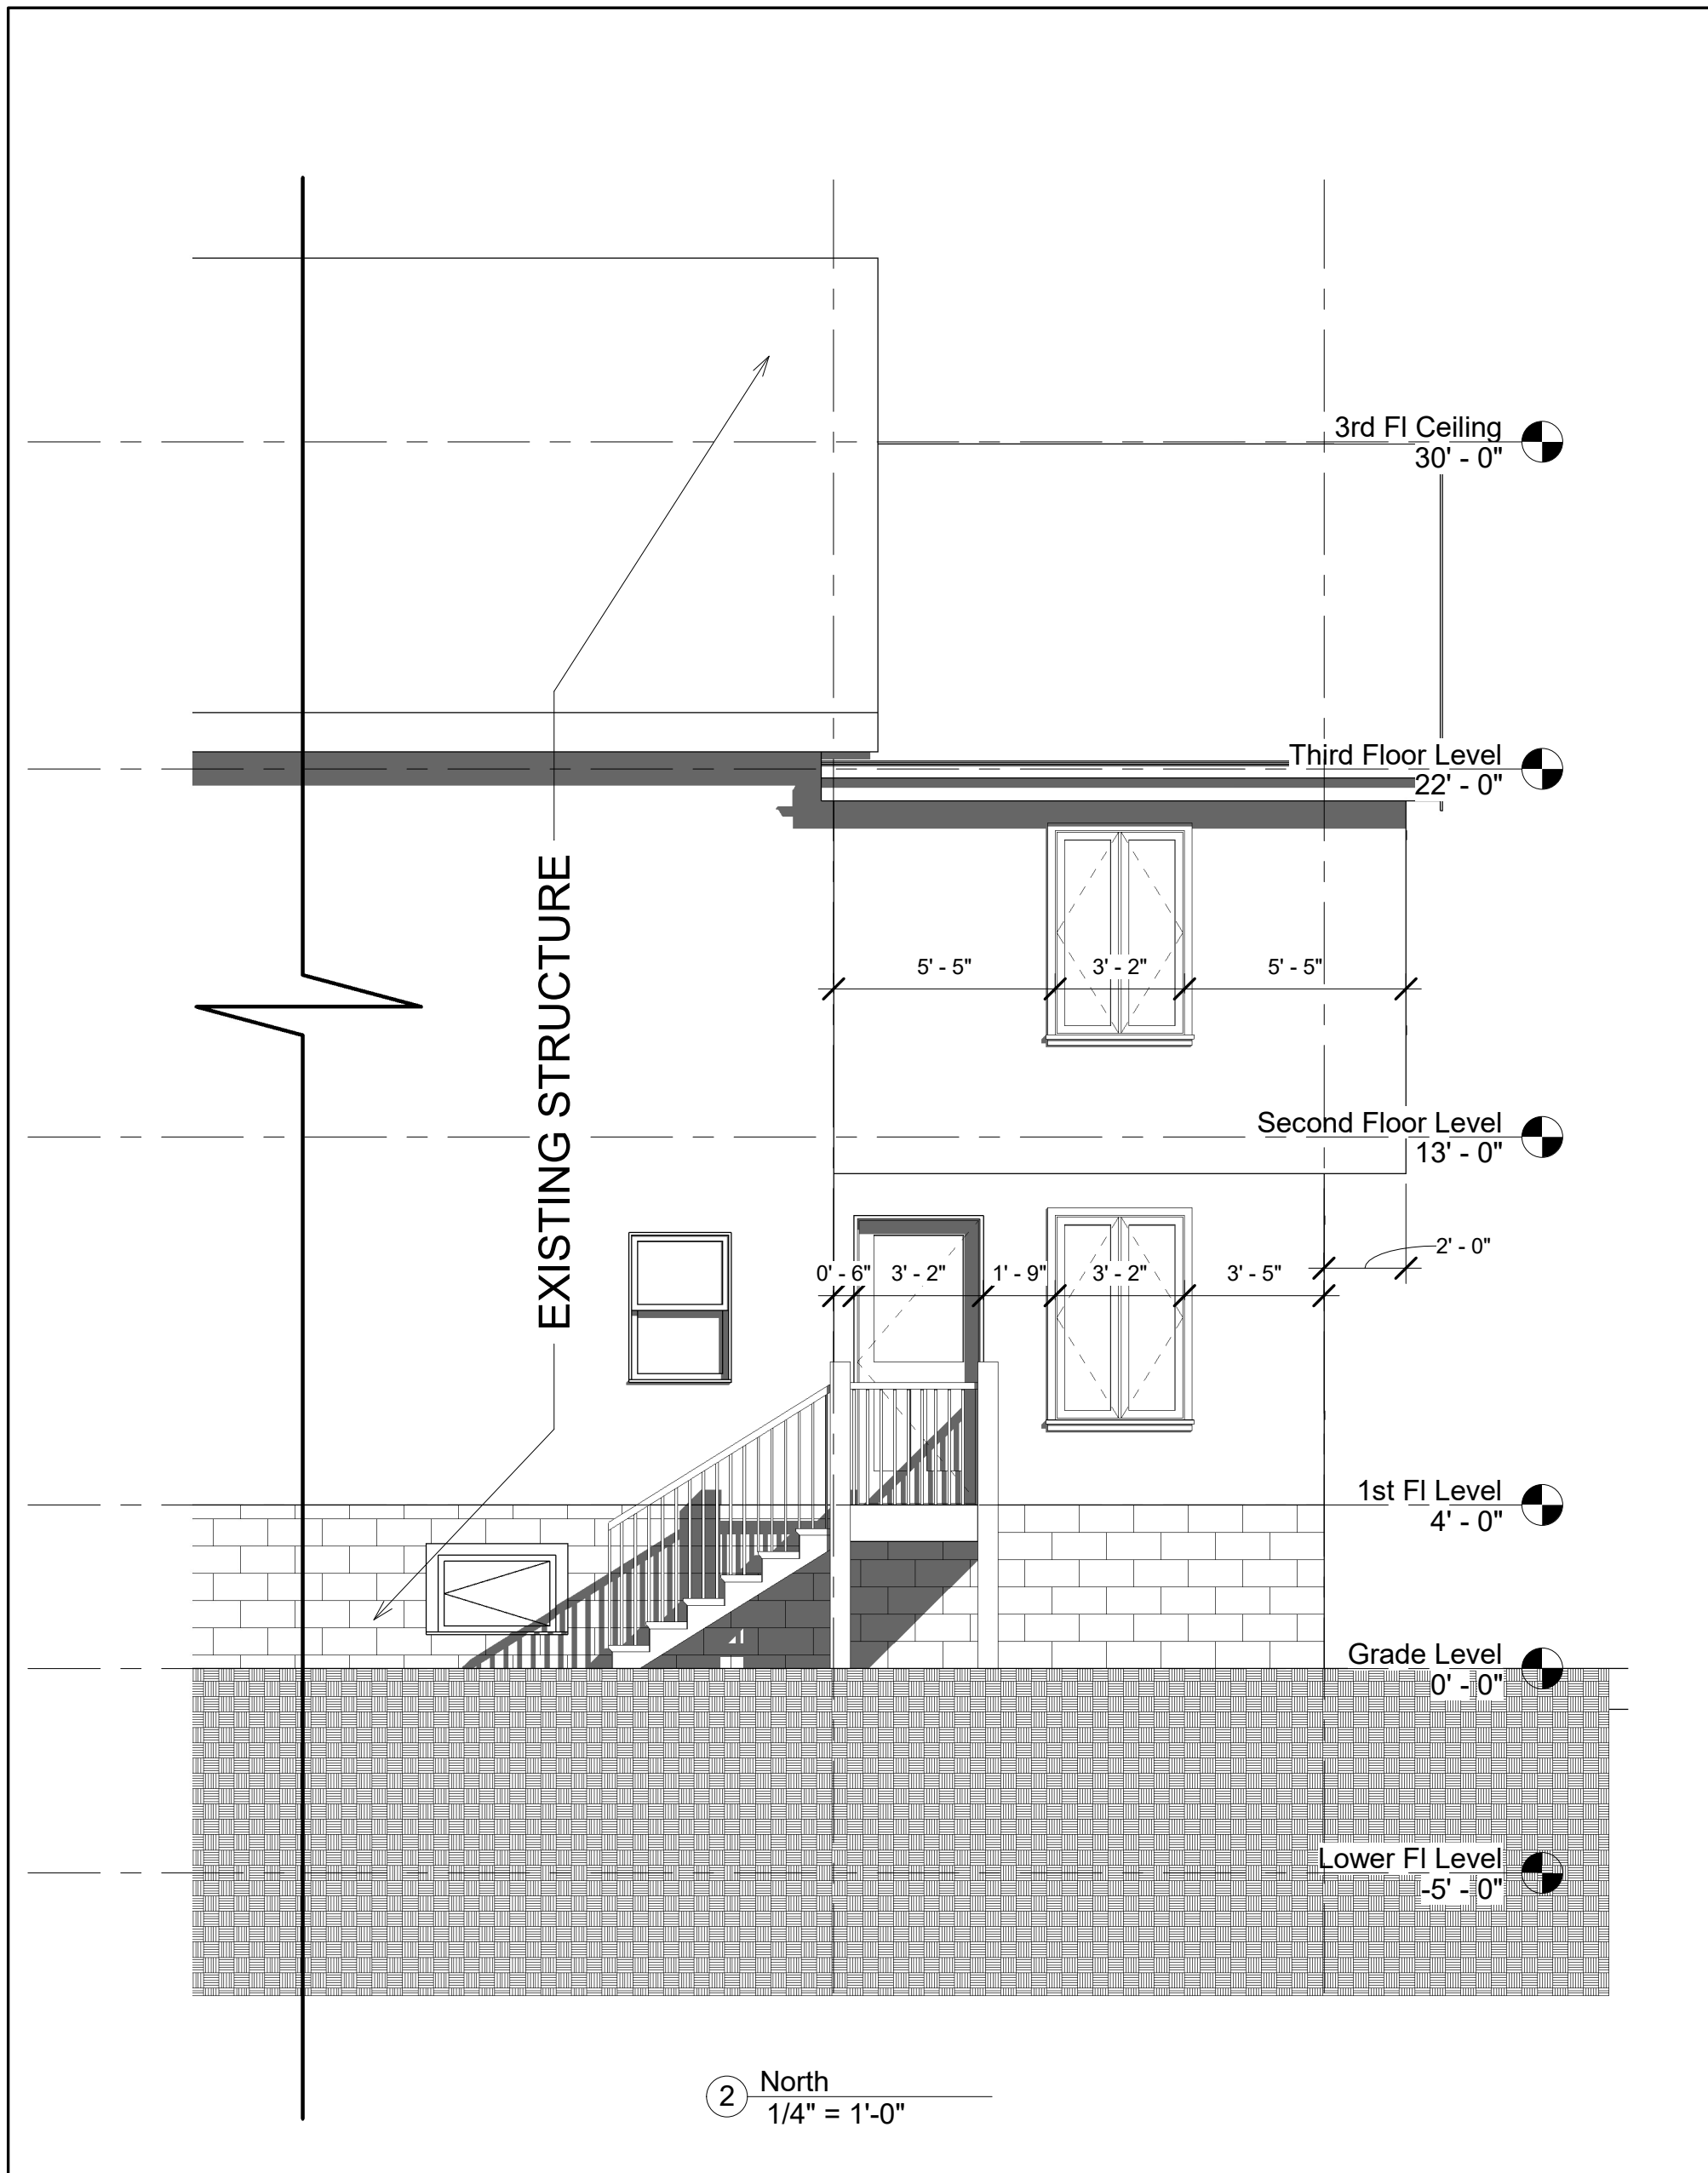 3rd Fl Ceiling
30' - 0"
Third Floor Level
22' - 0"
EXISTING STRUCTURE
5' - 5"
3' - 2"
5' - 5"
Second Floor Level
13' - 0"
2' - 0"
0' - 6"
3' - 2"
1' - 9"
3' - 2"
3' - 5"
1st Fl Level
4' - 0"
Grade Level
0' - 0"
Lower Fl Level
-5' - 0"
2
North
1/4" = 1'-0"